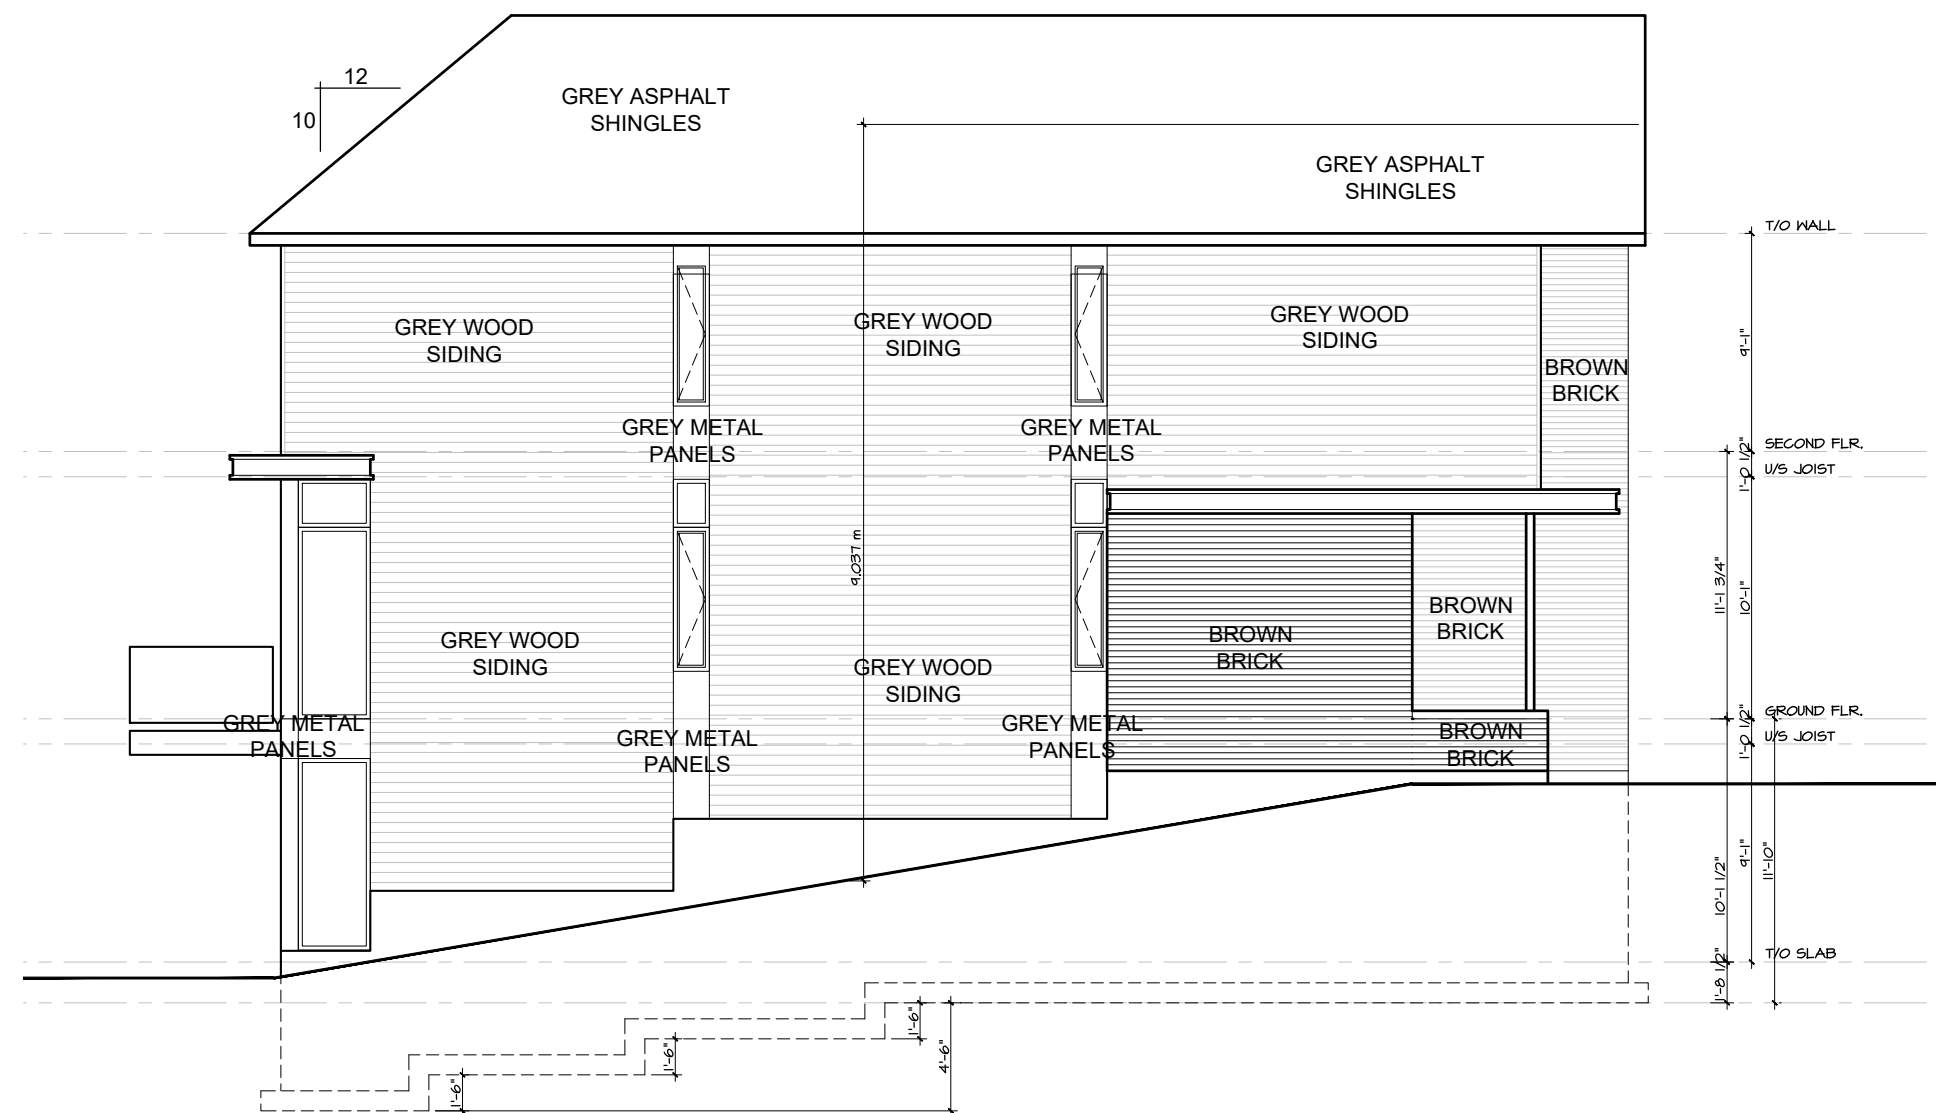 12
10
GREY ASPHALT
SHINGLES
GREY ASPHALT
SHINGLES
T/O WALL
GREY WOOD
SIDING
GREY WOOD
SIDING
GREY WOOD
SIDING
9'-1"
BROWN
BRICK
GREY METAL
PANELS
GREY METAL
PANELS
SECOND FLR.
1'-0 1/2"
U/S JOIST
9.037 m
11'-1 3/4"
10'-1"
GREY WOOD
SIDING
GREY WOOD
SIDING
BROWN
BRICK
BROWN
BRICK
GREY METAL
PANELS
GREY METAL
PANELS
GREY METAL
PANELS
BROWN
BRICK
GROUND FLR.
1'-0 1/2"
U/S JOIST
10'-1 1/2"
9'-1"
11'-10"
T/O SLAB
1'-8 1/2"
1'-6"
1'-6"
1'-6"
4'-6"